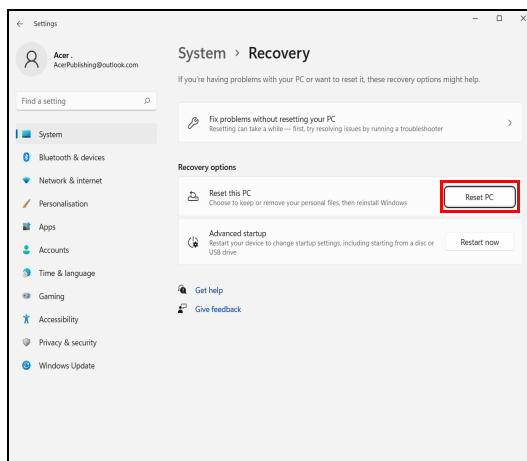 Settings
Acer .
AcerPublishing@outlook.com
Find a setting
System
Bluetooth & devices
Network & internet
Personalisation
Apps
Accounts
Time & language
Gaming
Accessibility
Privacy & security
Windows Update
System > Recovery
If you're having problems with your PC or want to reset it, these recovery options might help.
Fix problems without resetting your PC
Resetting can take a while — first, try resolving issues by running a troubleshooter
Recovery options
Reset this PC
Choose to keep or remove your personal files, then reinstall Windows
Reset PC
Advanced startup
Restart your device to change startup settings, including starting from a disc or
USB drive
Restart now
Get help
Give feedback